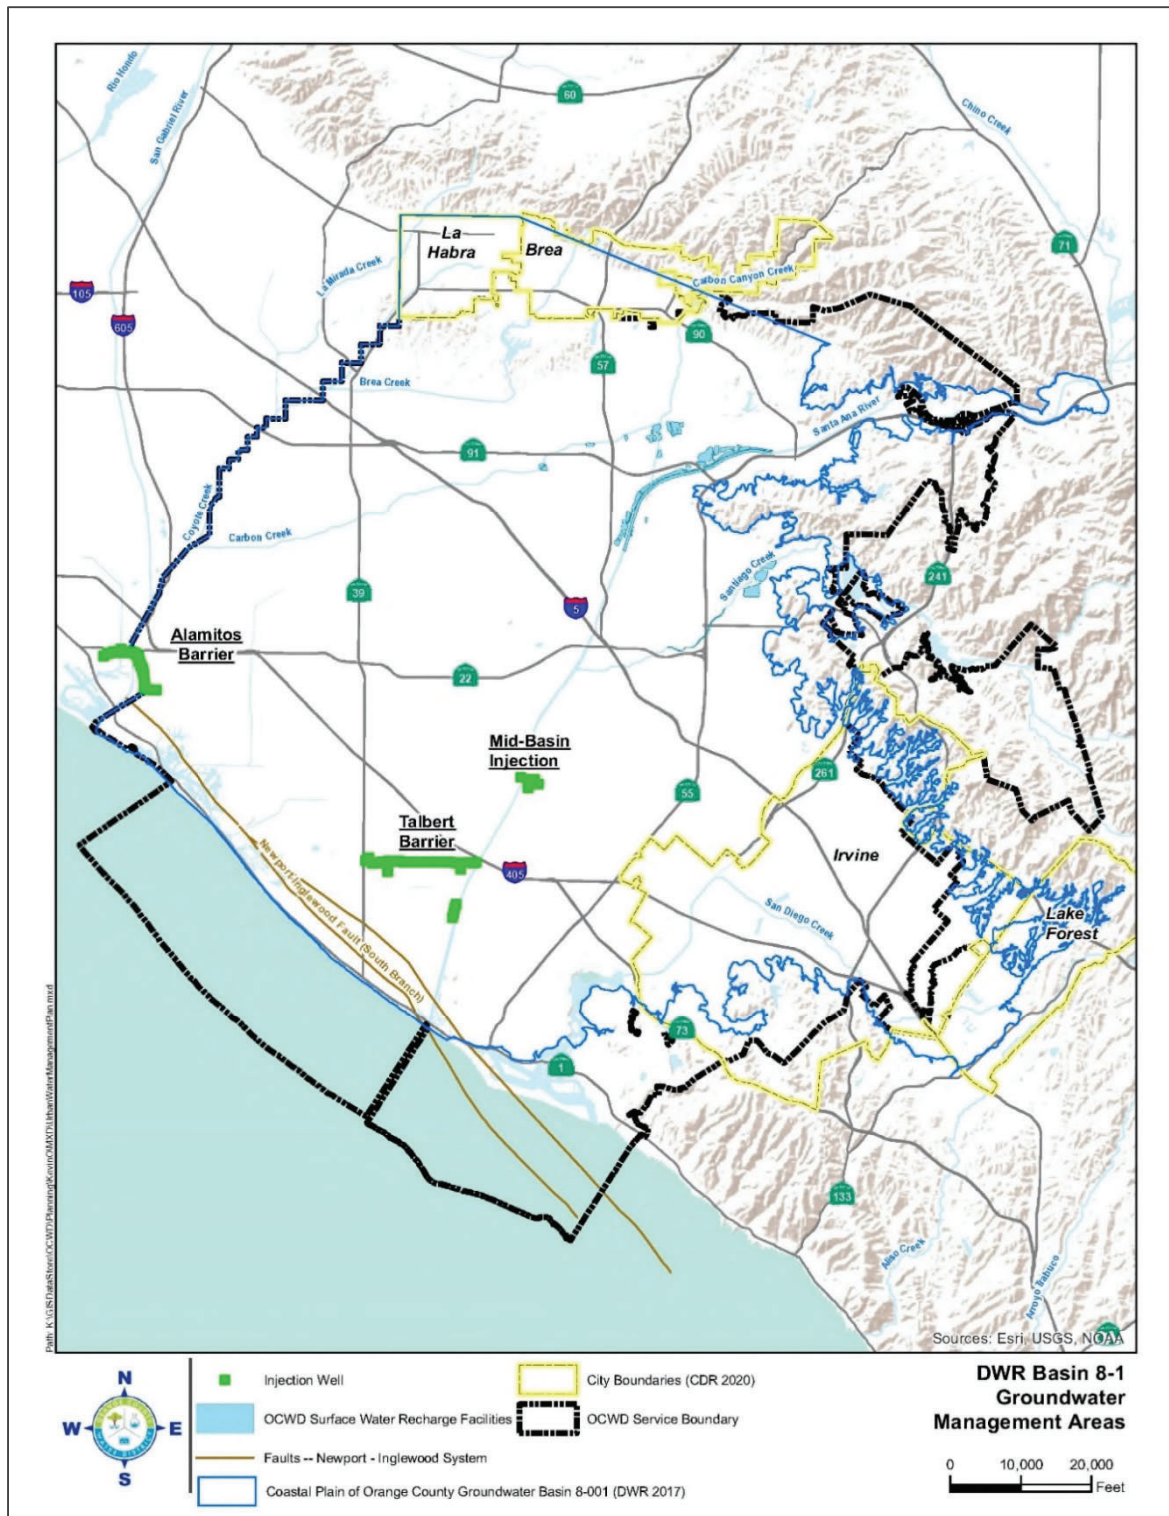 60
Rio Hondo
San Gabriel River
Chino Creek
71
La
Habra
Brea
La Mirada Creek
Carbon Canyon Creek
105
605
90
57
Brea Creek
Santa Ana River
91
Coyote Creek
Carbon Creek
Santiago Creek
241
39
5
Alamitos
Barrier
22
Mid-Basin
Injection
261
55
Talbert
Barrier
Newport-Inglewood Fault (South Branch)
Irvine
405
San Diego Creek
Lake
Forest
73
1
133
Aliso Creek
Arroyo Trabuco
Sources: Esri, USGS, NOAA
N
W
E
S
Injection Well
OCWD Surface Water Recharge Facilities
Faults -- Newport - Inglewood System
Coastal Plain of Orange County Groundwater Basin 8-001 (DWR 2017)
City Boundaries (CDR 2020)
OCWD Service Boundary
DWR Basin 8-1
Groundwater
Management Areas
0 10,000 20,000
Feet